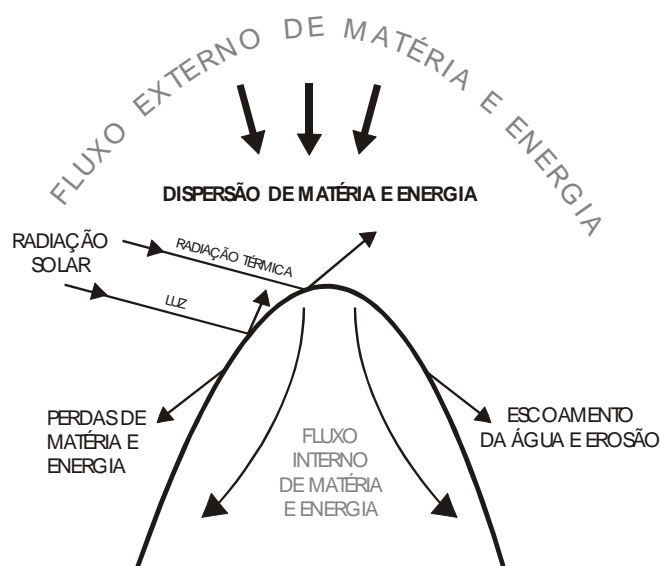 FLUXO EXTERNO DE MATÉRIA E ENERGIA
DISPERSÃO DE MATÉRIA E ENERGIA
RADIAÇÃO
SOLAR
RADIAÇÃO TÉRMICA
LUZ
PERDAS DE
MATÉRIA E
ENERGIA
FLUXO
INTERNO
DE MATÉRIA
E ENERGIA
ESCOAMENTO
DA ÁGUA E EROSÃO